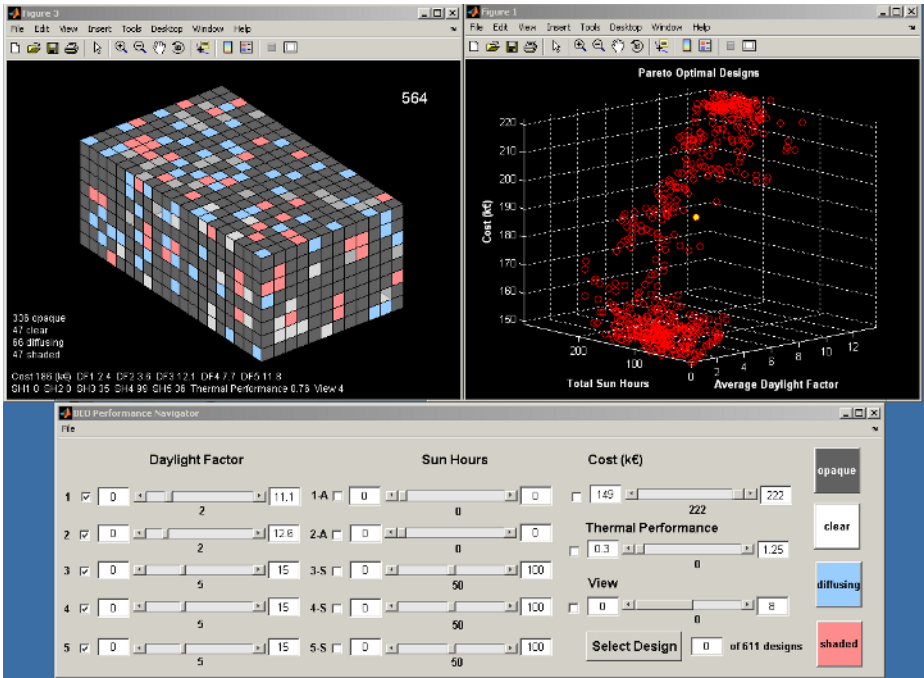 Figure 3
File Edit View Insert Tools Desktop Window Help
564
336 opaque
47 clear
66 diffusing
47 shaded
Cost 186 (k€) DF1 2.4 DF2 3.6 DF3 12.1 DF4 7.7 DF5 11.8
SH1 0 SH2 0 SH3 35 SH4 99 SH5 36 Thermal Performance 0.76 View 4
Figure 1
File Edit View Insert Tools Desktop Window Help
Pareto Optimal Designs
220
210
200
190
180
170
160
150
Cost (k€)
200
100
0
2
4
6
8
10
12
Total Sun Hours
Average Daylight Factor
BED Performance Navigator
File
Daylight Factor
Sun Hours
Cost (k€)
opaque
1 0 11.1
2
1-A 0 0
0
149 222
222
2 0 12.6
2
2-A 0 0
0
Thermal Performance
0.3 1.25
0
clear
3 0 15
5
3-S 0 100
50
View
0 8
0
diffusing
4 0 15
5
4-S 0 100
50
5 0 15
5
5-S 0 100
50
Select Design 0 of 611 designs
shaded